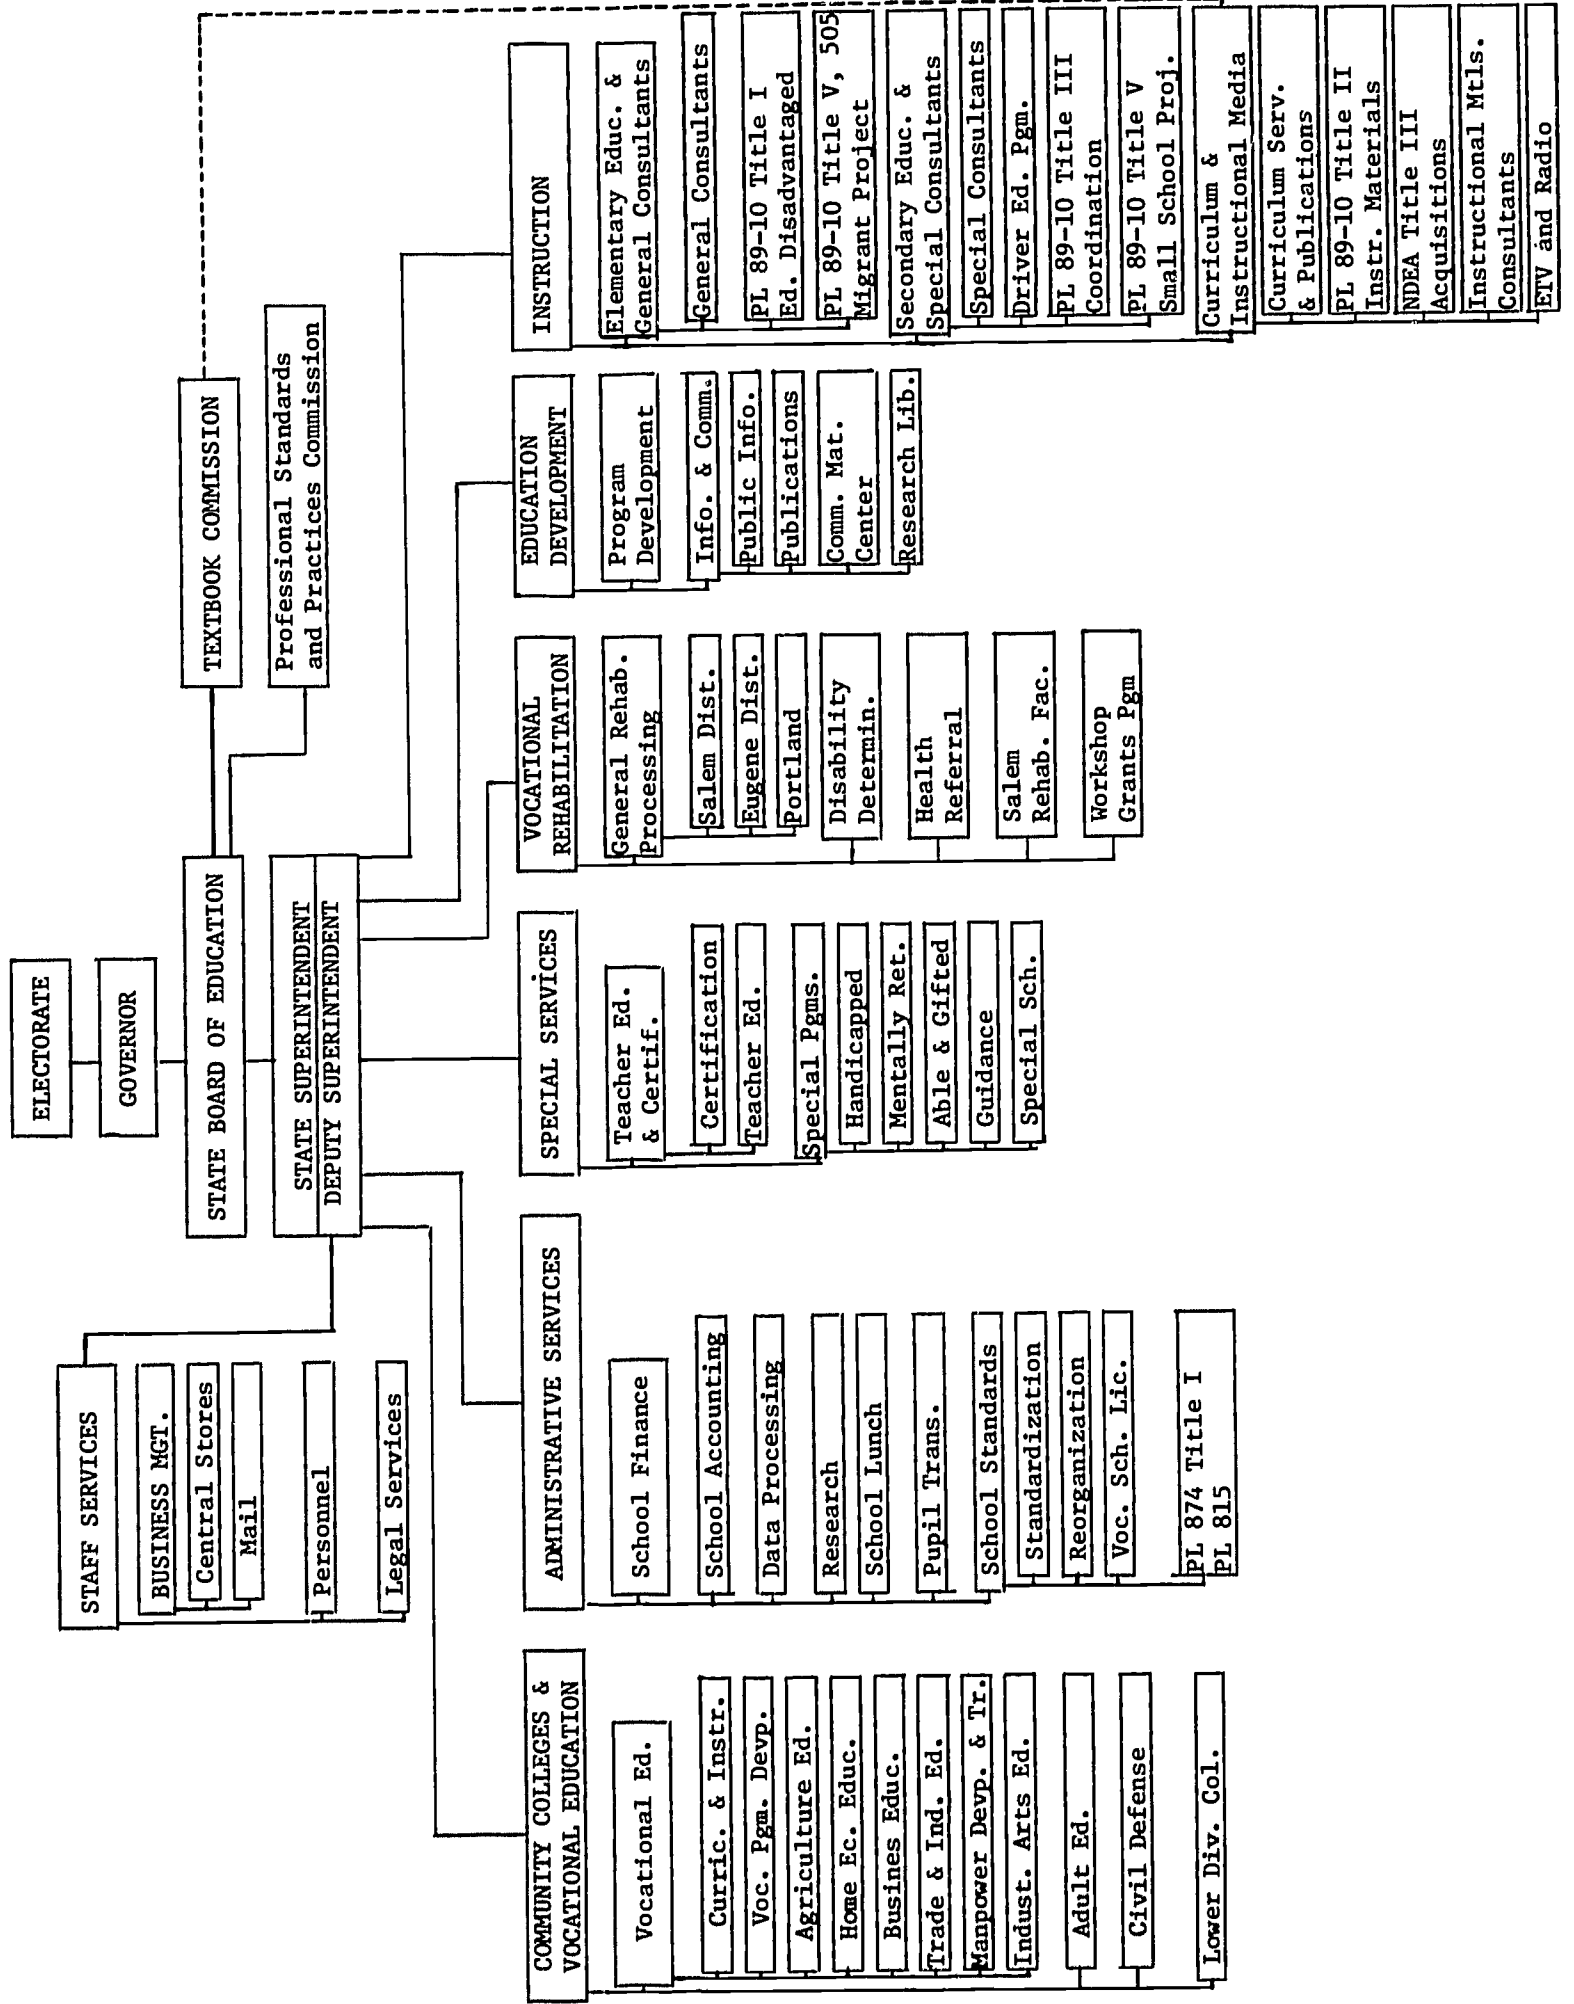 ELECTORATE
GOVERNOR
STATE BOARD OF EDUCATION
TEXTBOOK COMMISSION
Professional Standards
and Practices Commission
STATE SUPERINTENDENT
DEPUTY SUPERINTENDENT
STAFF SERVICES
BUSINESS MGT.
Central Stores
Mail
Personnel
Legal Services
COMMUNITY COLLEGES &
VOCATIONAL EDUCATION
Vocational Ed.
Curric. & Instr.
Voc. Pgm. Devp.
Agriculture Ed.
Home Ec. Educ.
Busines Educ.
Trade & Ind. Ed.
Manpower Devp. & Tr.
Indust. Arts Ed.
Adult Ed.
Civil Defense
Lower Div. Col.
ADMINISTRATIVE SERVICES
School Finance
School Accounting
Data Processing
Research
School Lunch
Pupil Trans.
School Standards
Standardization
Reorganization
Voc. Sch. Lic.
PL 874 Title I
PL 815
SPECIAL SERVICES
Teacher Ed.
& Certif.
Certification
Teacher Ed.
Special Pgms.
Handicapped
Mentally Ret.
Able & Gifted
Guidance
Special Sch.
VOCATIONAL
REHABILITATION
General Rehab.
Processing
Salem Dist.
Eugene Dist.
Portland
Disability
Determin.
Health
Referral
Salem
Rehab. Fac.
Workshop
Grants Pgm
EDUCATION
DEVELOPMENT
Program
Development
Info. & Comm.
Public Info.
Publications
Comm. Mat.
Center
Research Lib.
INSTRUCTION
Elementary Educ. &
General Consultants
General Consultants
PL 89-10 Title I
Ed. Disadvantaged
PL 89-10 Title V, 505
Migrant Project
Secondary Educ. &
Special Consultants
Special Consultants
Driver Ed. Pgm.
PL 89-10 Title III
Coordination
PL 89-10 Title V
Small School Proj.
Curriculum &
Instructional Media
Curriculum Serv.
& Publications
PL 89-10 Title II
Instr. Materials
NDEA Title III
Acquisitions
Instructional Mtls.
Consultants
ETV and Radio